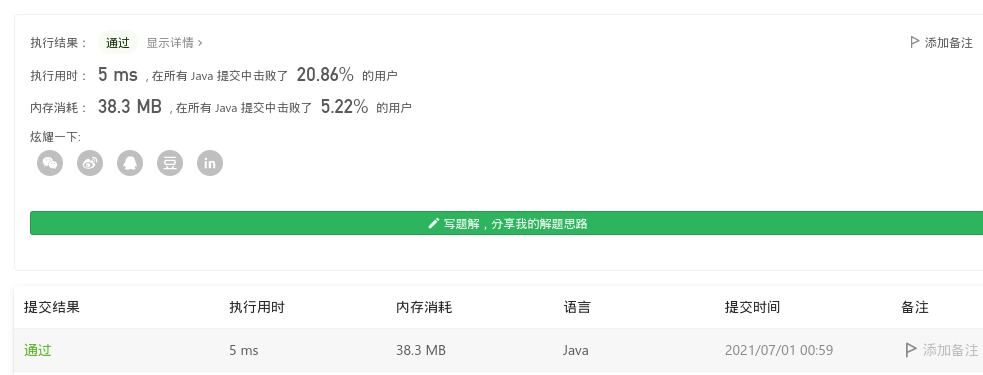 执行结果： 通过 显示详情 › 添加备注
执行用时： 5 ms , 在所有 Java 提交中击败了 20.86% 的用户
内存消耗： 38.3 MB , 在所有 Java 提交中击败了 5.22% 的用户
炫耀一下:
豆 in
写题解，分享我的解题思路
提交结果 执行用时 内存消耗 语言 提交时间 备注
通过 5 ms 38.3 MB Java 2021/07/01 00:59 添加备注